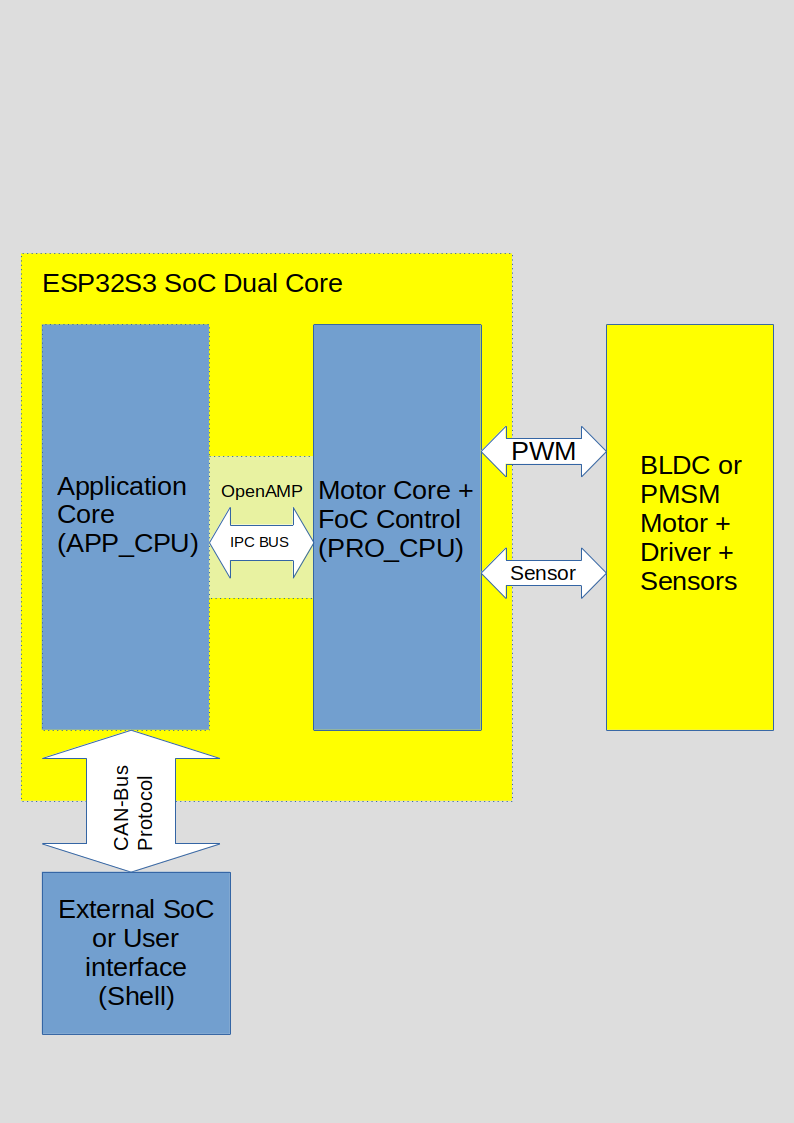 ESP32S3 SoC Dual Core
Application
Core
(APP_CPU)
OpenAMP
IPC BUS
Motor Core +
FoC Control
(PRO_CPU)
PWM
Sensor
BLDC or
PMSM
Motor +
Driver +
Sensors
CAN-Bus
Protocol
External SoC
or User
interface
(Shell)